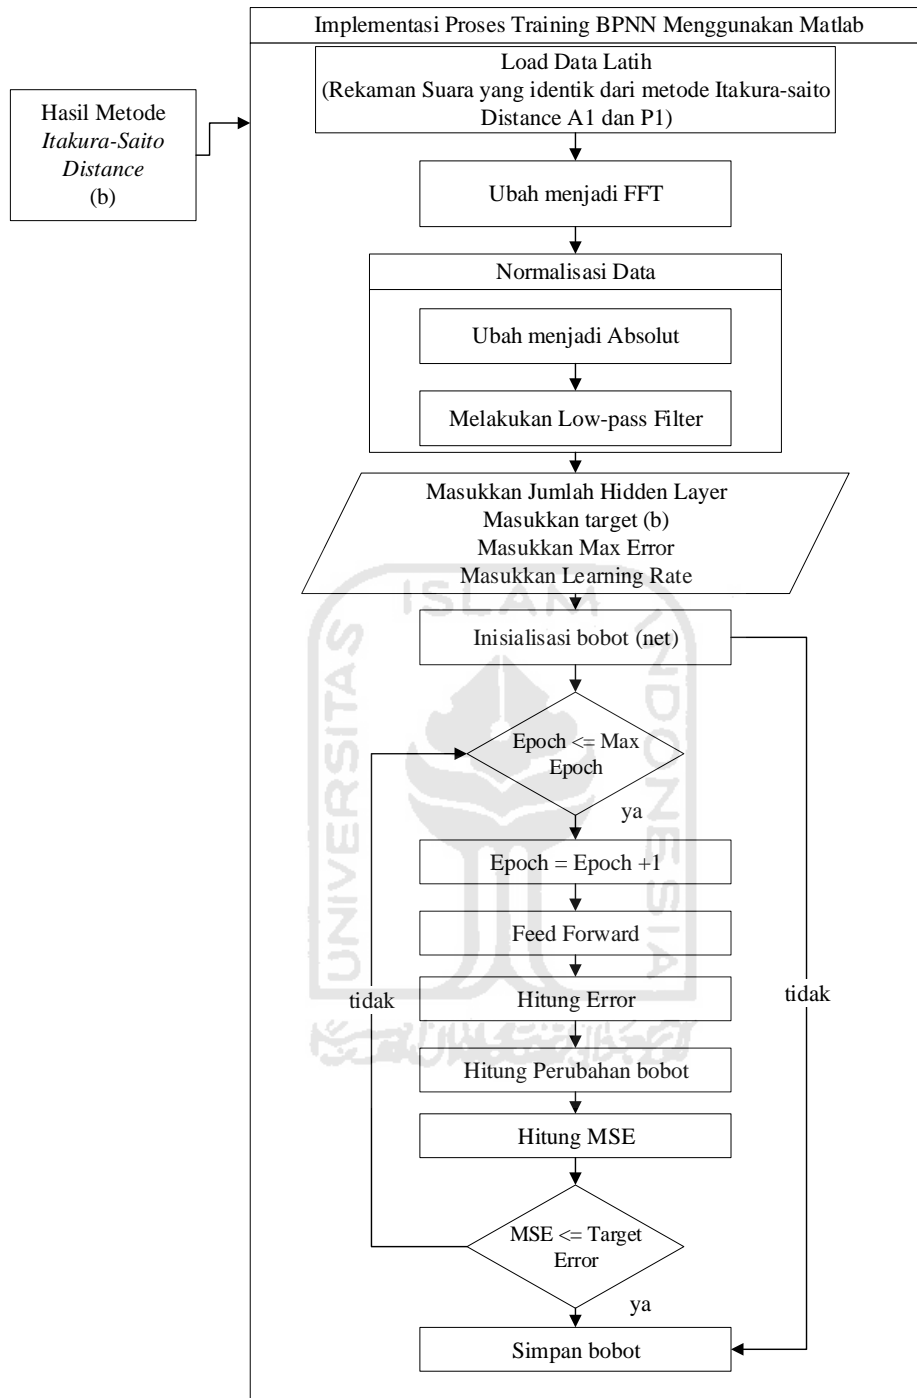 Implementasi Proses Training BPNN Menggunakan Matlab
Hasil Metode
Itakura-Saito
Distance
(b)
Load Data Latih
(Rekaman Suara yang identik dari metode Itakura-saito
Distance A1 dan P1)
Ubah menjadi FFT
Normalisasi Data
Ubah menjadi Absolut
Melakukan Low-pass Filter
Masukkan Jumlah Hidden Layer
Masukkan target (b)
Masukkan Max Error
Masukkan Learning Rate
Inisialisasi bobot (net)
Epoch <= Max
Epoch
ya
Epoch = Epoch +1
Feed Forward
Hitung Error
tidak
tidak
Hitung Perubahan bobot
Hitung MSE
MSE <= Target
Error
ya
Simpan bobot
UNIVERSITAS
ISLAM
INDONESIA